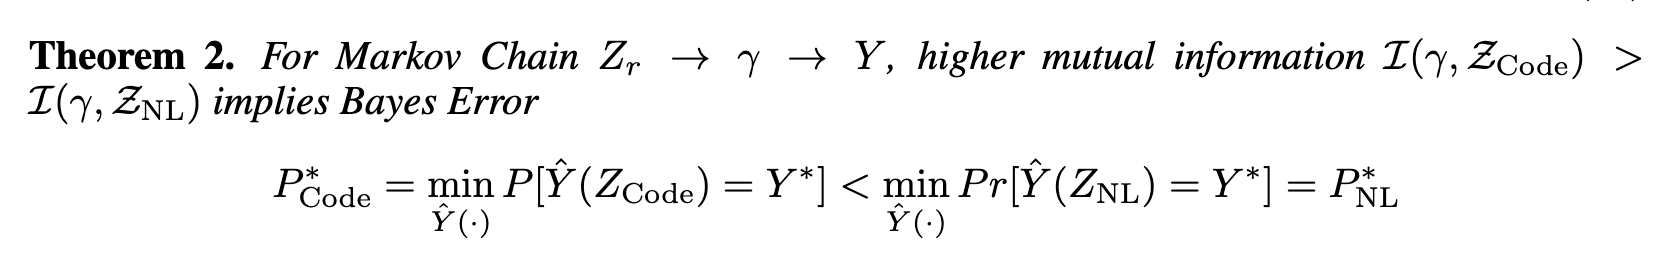 Theorem 2. For Markov Chain Z_r → γ → Y, higher mutual information 𝓘(γ, 𝓩_Code) >
𝓘(γ, 𝓩_NL) implies Bayes Error
P*_Code = min_{Ŷ(·)} P[Ŷ(Z_Code) = Y*] < min_{Ŷ(·)} Pr[Ŷ(Z_NL) = Y*] = P*_NL